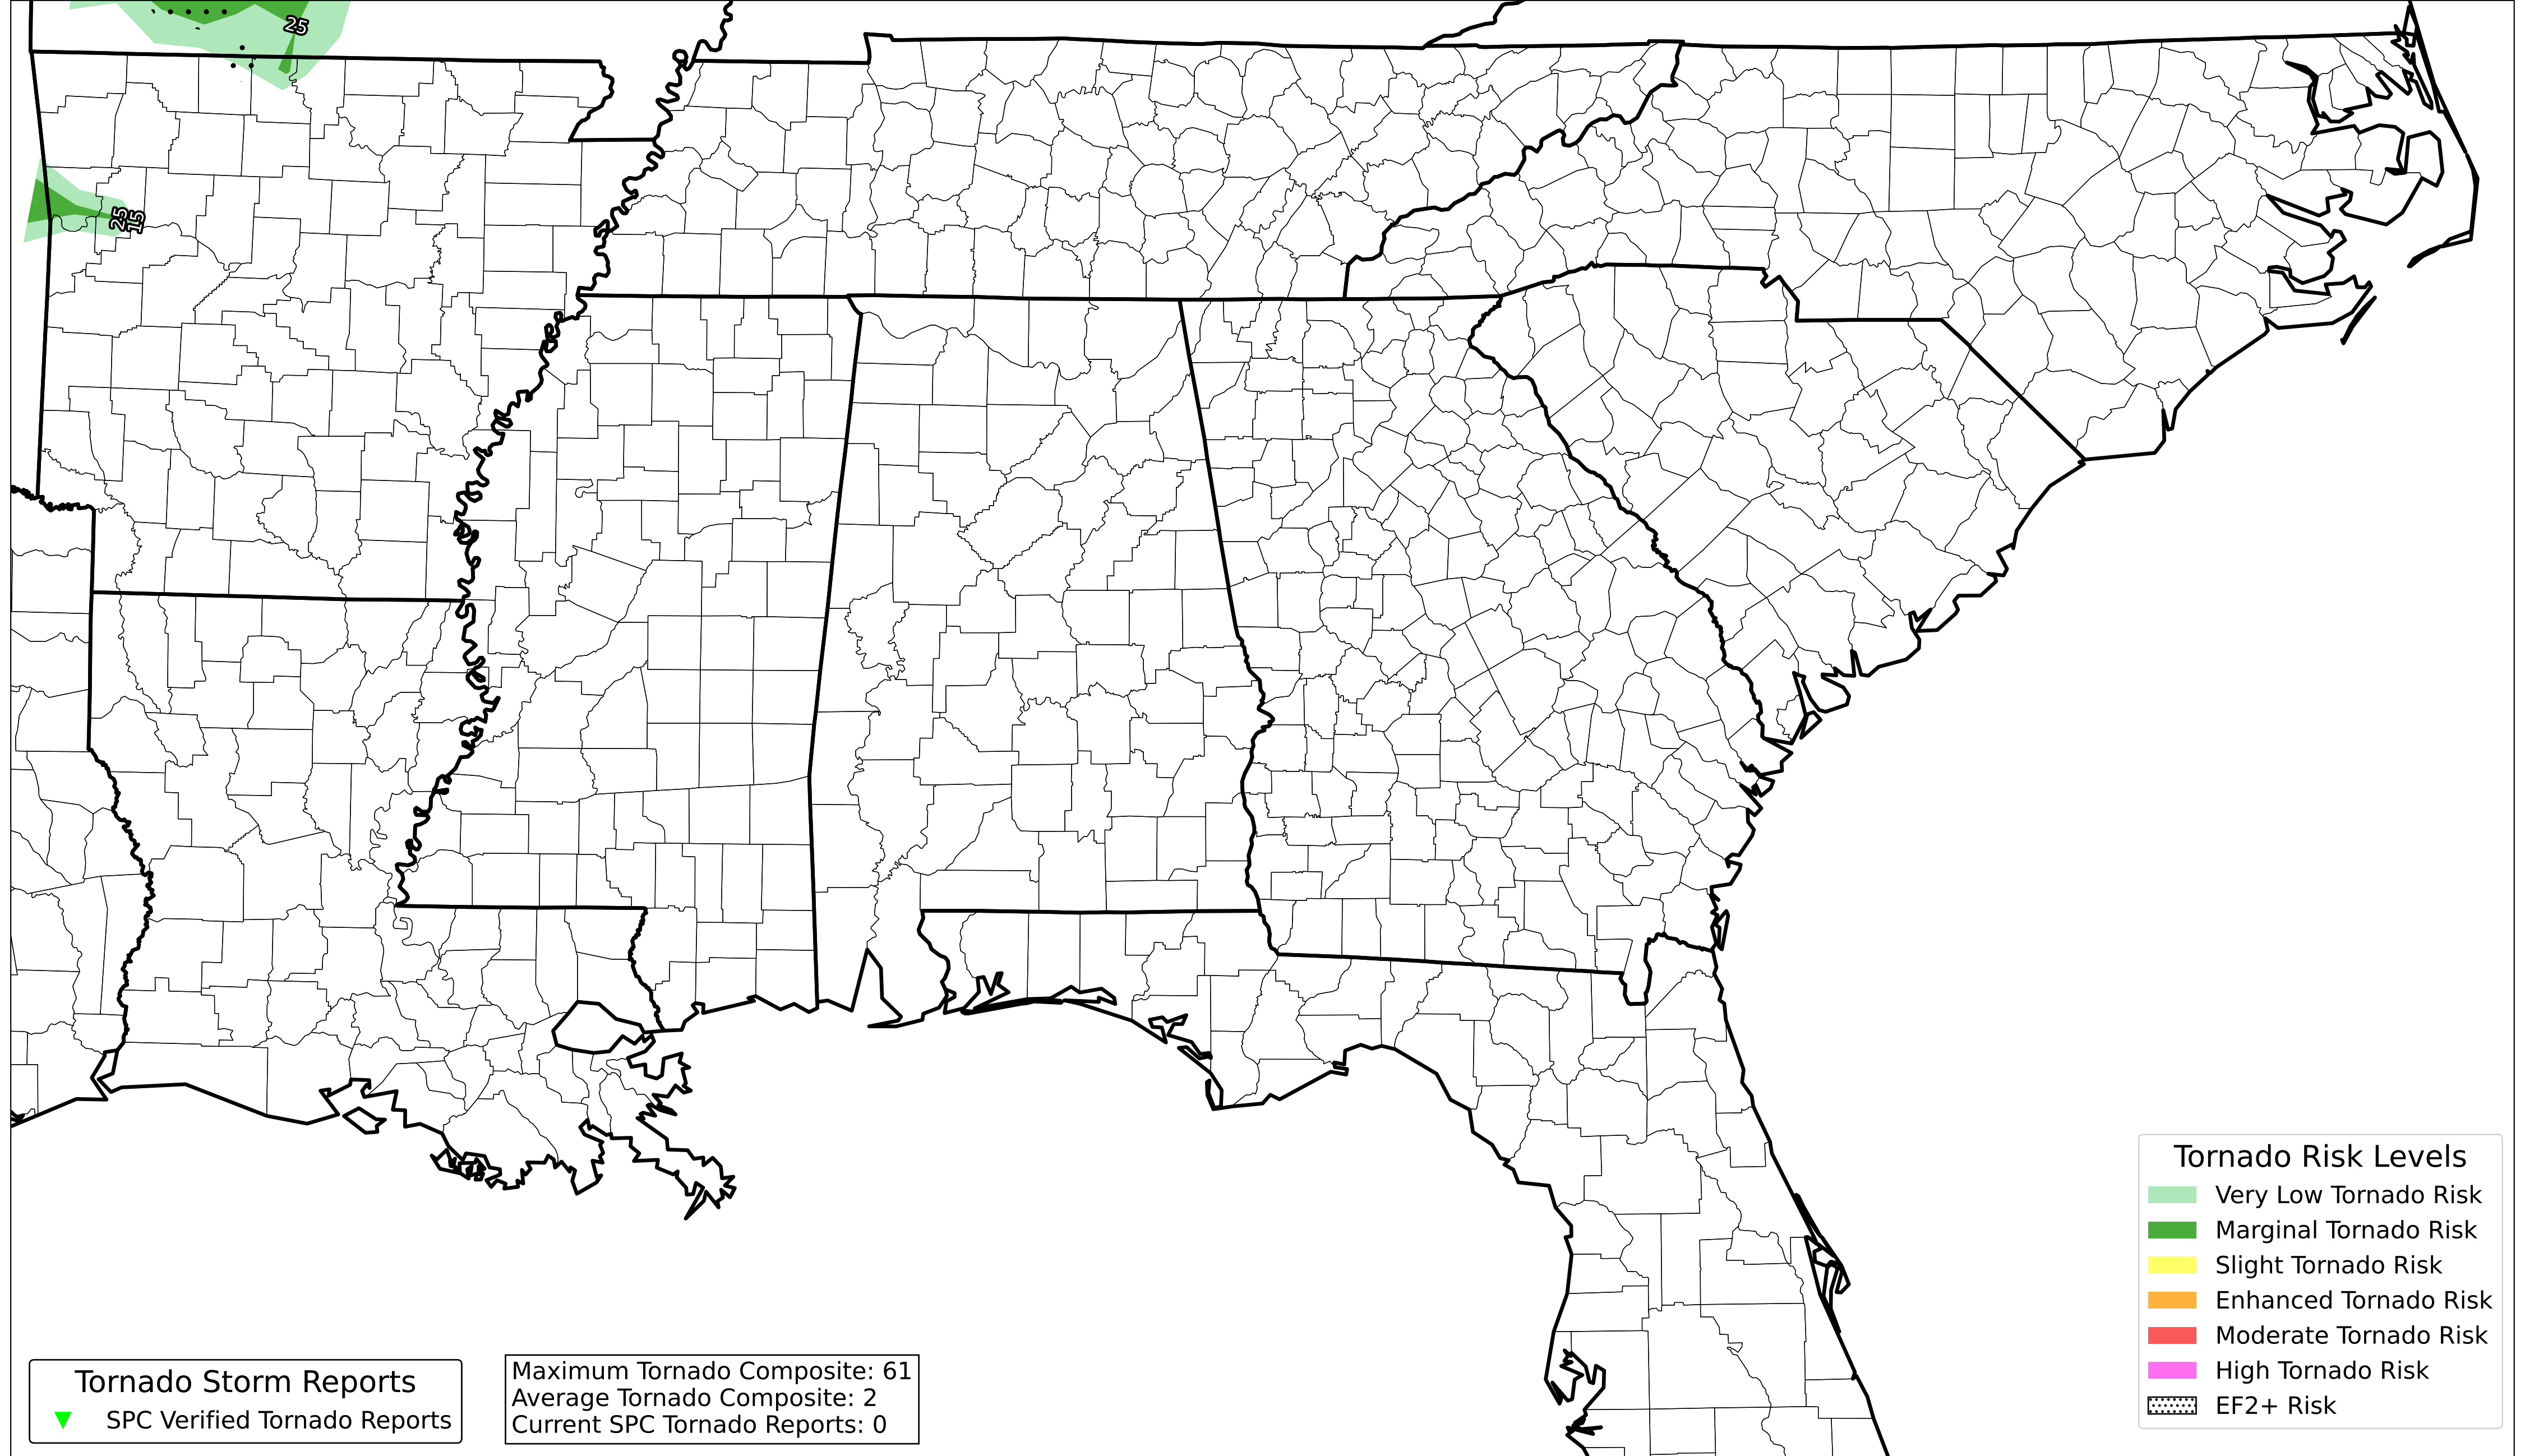 25
25
15
Tornado Risk Levels
Very Low Tornado Risk
Marginal Tornado Risk
Slight Tornado Risk
Enhanced Tornado Risk
Moderate Tornado Risk
High Tornado Risk
EF2+ Risk
Tornado Storm Reports
SPC Verified Tornado Reports
Maximum Tornado Composite: 61
Average Tornado Composite: 2
Current SPC Tornado Reports: 0